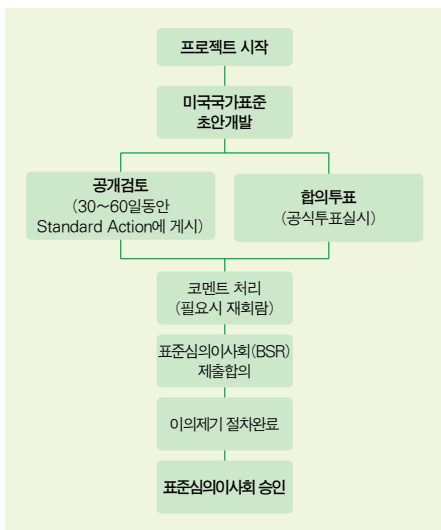 프로젝트 시작
미국국가표준
초안개발
공개검토
(30~60일동안
Standard Action에 게시)
합의투표
(공식투표실시)
코멘트 처리
(필요시 재회람)
표준심의이사회(BSR)
제출합의
이의제기 절차완료
표준심의이사회 승인